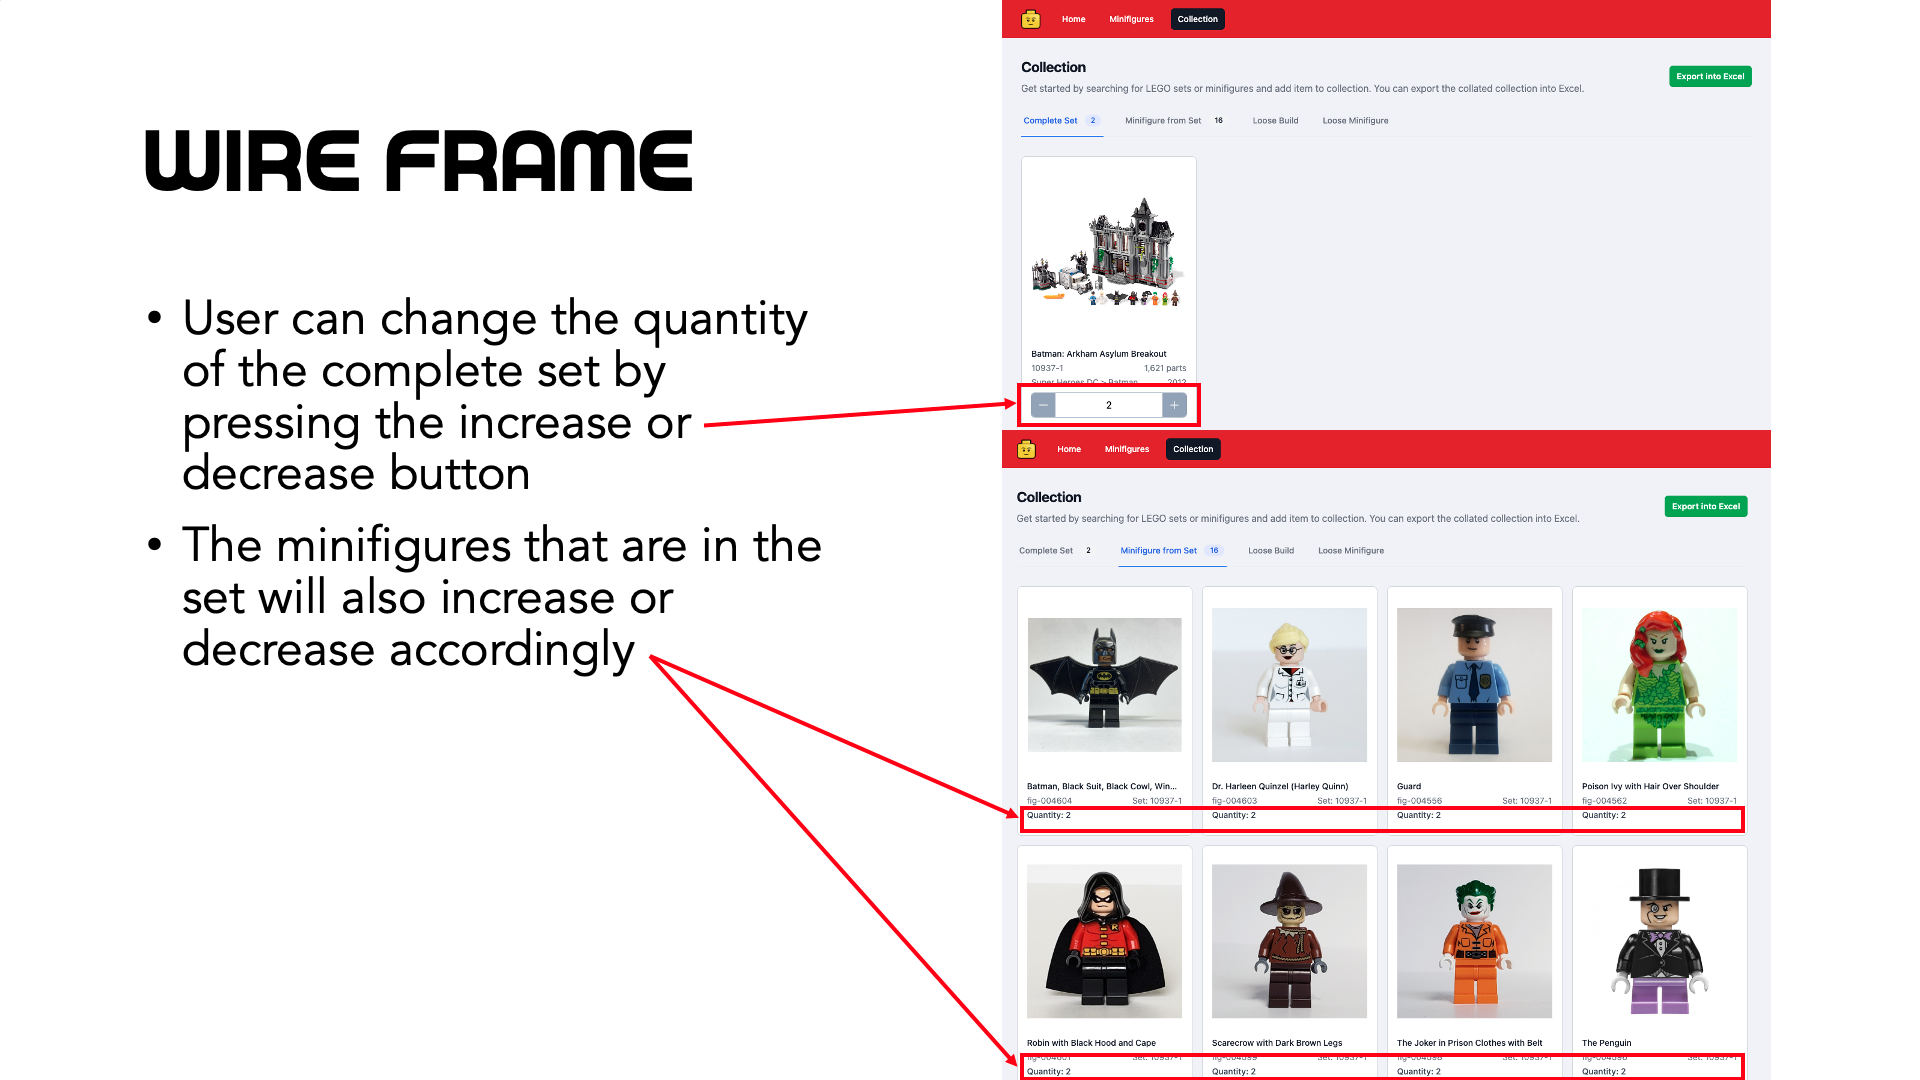 WIRE FRAME
• User can change the quantity
of the complete set by
pressing the increase or
decrease button
• The minifigures that are in the
set will also increase or
decrease accordingly
Home Minifigures Collection
Collection
Export into Excel
Get started by searching for LEGO sets or minifigures and add item to collection. You can export the collated collection into Excel.
Complete Set 2 Minifigure from Set 16 Loose Build Loose Minifigure
Batman: Arkham Asylum Breakout
10937-1 1,621 parts
Super Heroes DC > Batman 2012
− 2 +
Home Minifigures Collection
Collection
Export into Excel
Get started by searching for LEGO sets or minifigures and add item to collection. You can export the collated collection into Excel.
Complete Set 2 Minifigure from Set 16 Loose Build Loose Minifigure
Batman, Black Suit, Black Cowl, Win... Dr. Harleen Quinzel (Harley Quinn) Guard Poison Ivy with Hair Over Shoulder
fig-004604 Set: 10937-1 fig-004603 Set: 10937-1 fig-004556 Set: 10937-1 fig-004562 Set: 10937-1
Quantity: 2 Quantity: 2 Quantity: 2 Quantity: 2
Robin with Black Hood and Cape Scarecrow with Dark Brown Legs The Joker in Prison Clothes with Belt The Penguin
Set: 10937-1 Set: 10937-1 Set: 10937-1 Set: 10937-1
Quantity: 2 Quantity: 2 Quantity: 2 Quantity: 2